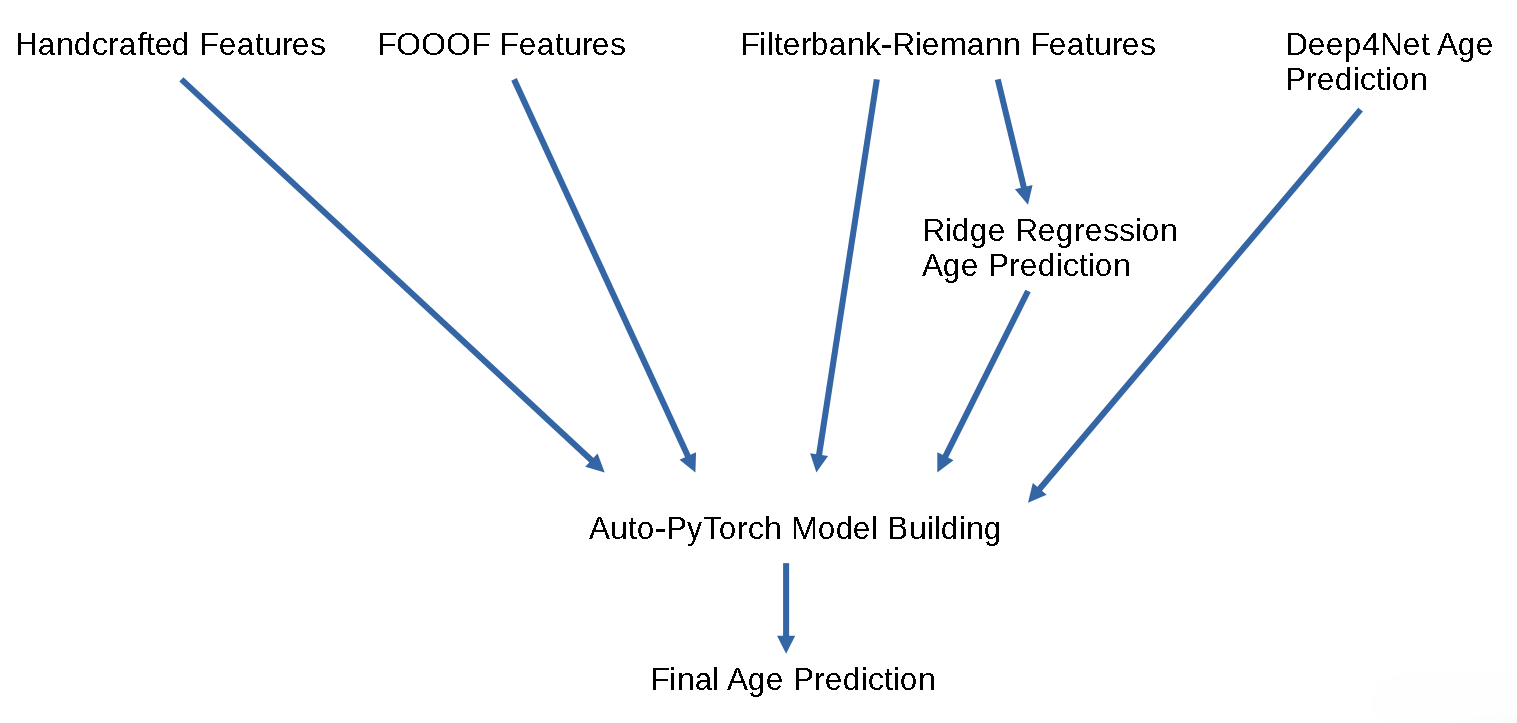 Handcrafted Features
FOOOF Features
Filterbank-Riemann Features
Deep4Net Age
Prediction
Ridge Regression
Age Prediction
Auto-PyTorch Model Building
Final Age Prediction